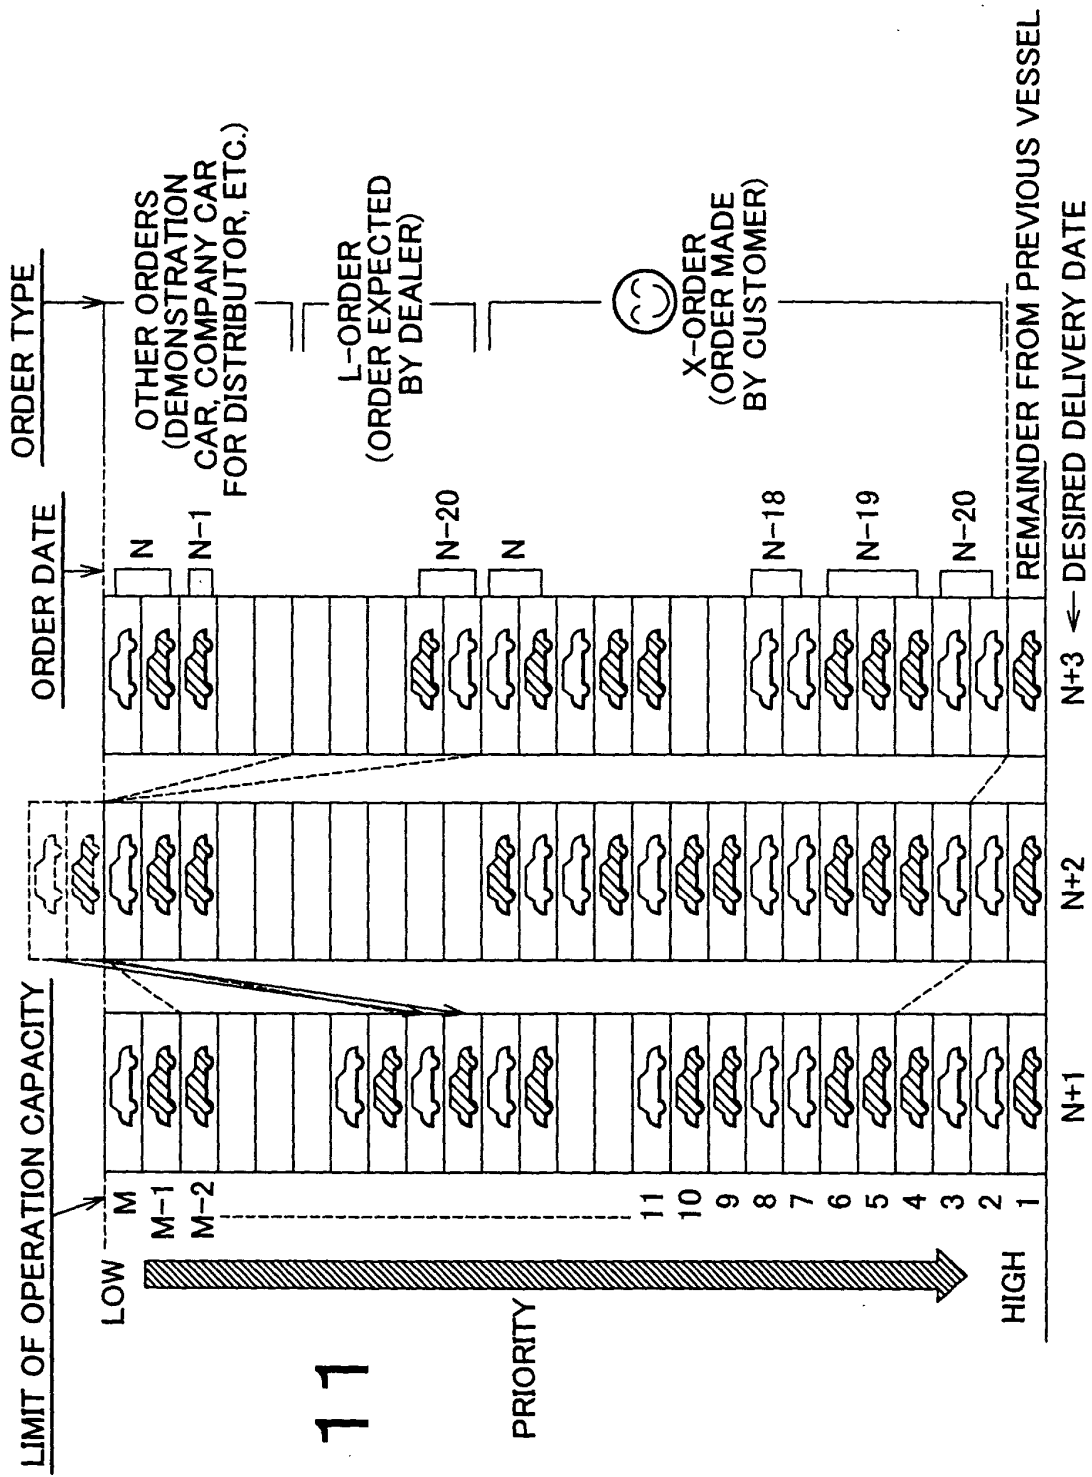 11
LIMIT OF OPERATION CAPACITY
ORDER DATE
ORDER TYPE
LOW
PRIORITY
HIGH
M
M-1
M-2
11
10
9
8
7
6
5
4
3
2
1
N
N-1
N-20
N
N-18
N-19
N-20
OTHER ORDERS
(DEMONSTRATION
CAR, COMPANY CAR
FOR DISTRIBUTOR, ETC.)
L-ORDER
(ORDER EXPECTED
BY DEALER)
X-ORDER
(ORDER MADE
BY CUSTOMER)
REMAINDER FROM PREVIOUS VESSEL
N+1
N+2
N+3
← DESIRED DELIVERY DATE